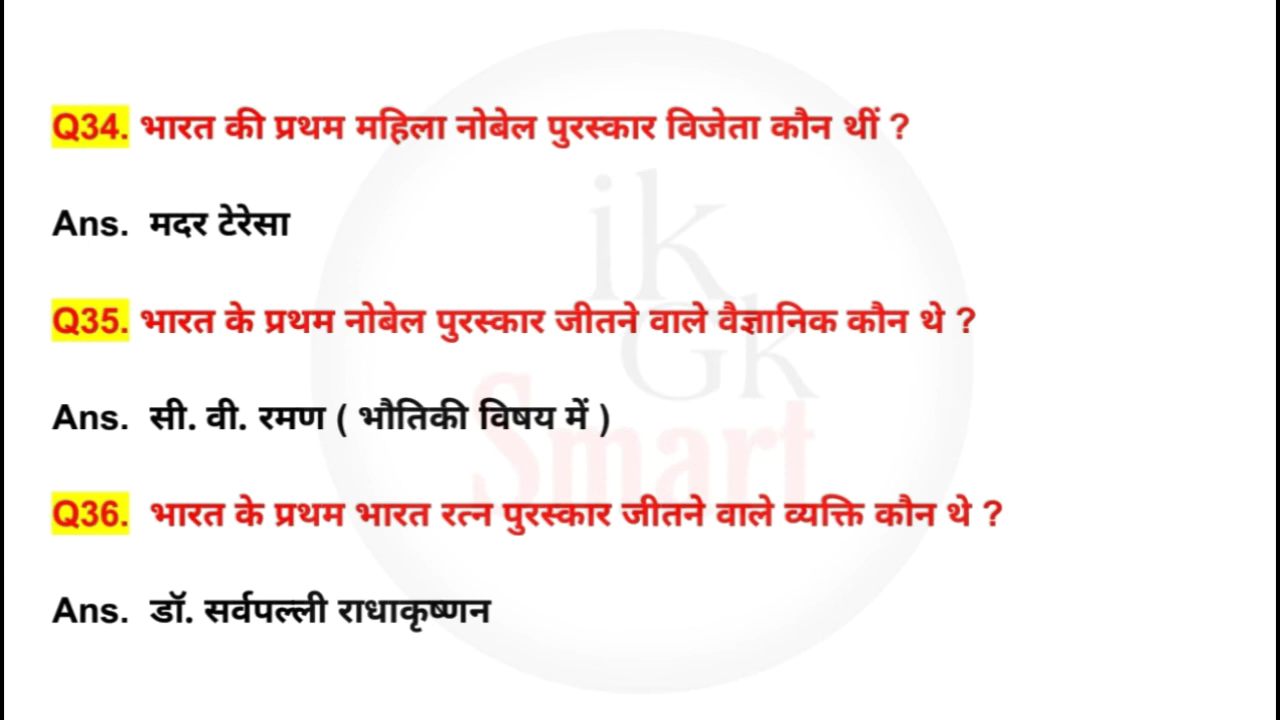 Q34. भारत की प्रथम महिला नोबेल पुरस्कार विजेता कौन थीं ?
Ans. मदर टेरेसा
Q35. भारत के प्रथम नोबेल पुरस्कार जीतने वाले वैज्ञानिक कौन थे ?
Ans. सी. वी. रमण ( भौतिकी विषय में )
Q36. भारत के प्रथम भारत रत्न पुरस्कार जीतने वाले व्यक्ति कौन थे ?
Ans. डॉ. सर्वपल्ली राधाकृष्णन
ik
Gk
Smart